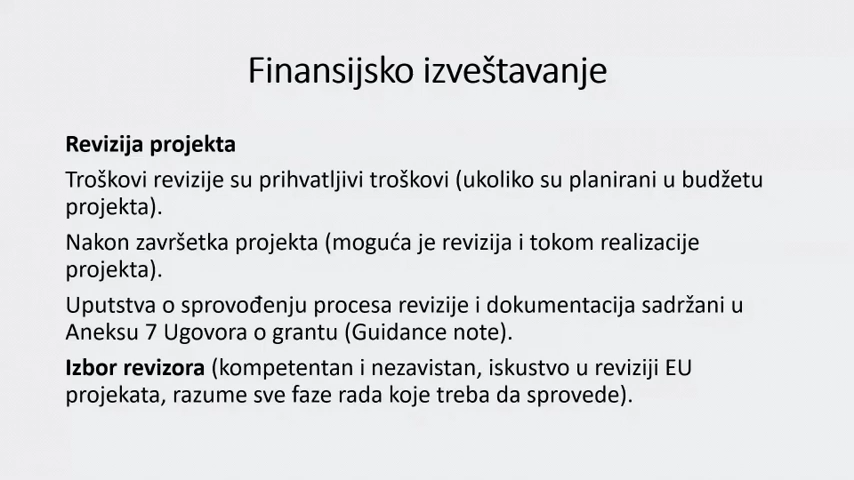 Finansijsko izveštavanje
Revizija projekta
Troškovi revizije su prihvatljivi troškovi (ukoliko su planirani u budžetu
projekta).
Nakon završetka projekta (moguća je revizija i tokom realizacije
projekta).
Uputstva o sprovođenju procesa revizije i dokumentacija sadržani u
Aneksu 7 Ugovora o grantu (Guidance note).
Izbor revizora (kompetentan i nezavistan, iskustvo u reviziji EU
projekata, razume sve faze rada koje treba da sprovede).